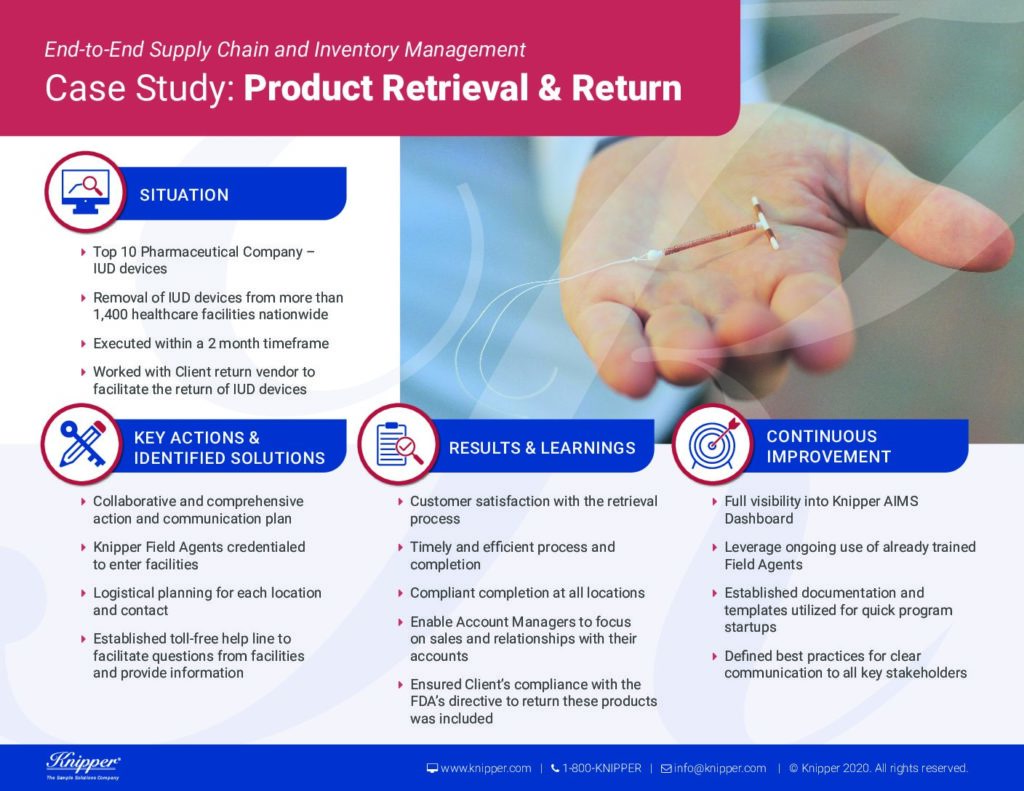 End-to-End Supply Chain and Inventory Management
Case Study: Product Retrieval & Return
SITUATION
Top 10 Pharmaceutical Company –
IUD devices
Removal of IUD devices from more than
1,400 healthcare facilities nationwide
Executed within a 2 month timeframe
Worked with Client return vendor to
facilitate the return of IUD devices
KEY ACTIONS &
IDENTIFIED SOLUTIONS
Collaborative and comprehensive
action and communication plan
Knipper Field Agents credentialed
to enter facilities
Logistical planning for each location
and contact
Established toll-free help line to
facilitate questions from facilities
and provide information
RESULTS & LEARNINGS
Customer satisfaction with the retrieval
process
Timely and efficient process and
completion
Compliant completion at all locations
Enable Account Managers to focus
on sales and relationships with their
accounts
Ensured Client’s compliance with the
FDA’s directive to return these products
was included
CONTINUOUS
IMPROVEMENT
Full visibility into Knipper AIMS
Dashboard
Leverage ongoing use of already trained
Field Agents
Established documentation and
templates utilized for quick program
startups
Defined best practices for clear
communication to all key stakeholders
Knipper®
The Sample Solutions Company
www.knipper.com | 1-800-KNIPPER | info@knipper.com | © Knipper 2020. All rights reserved.